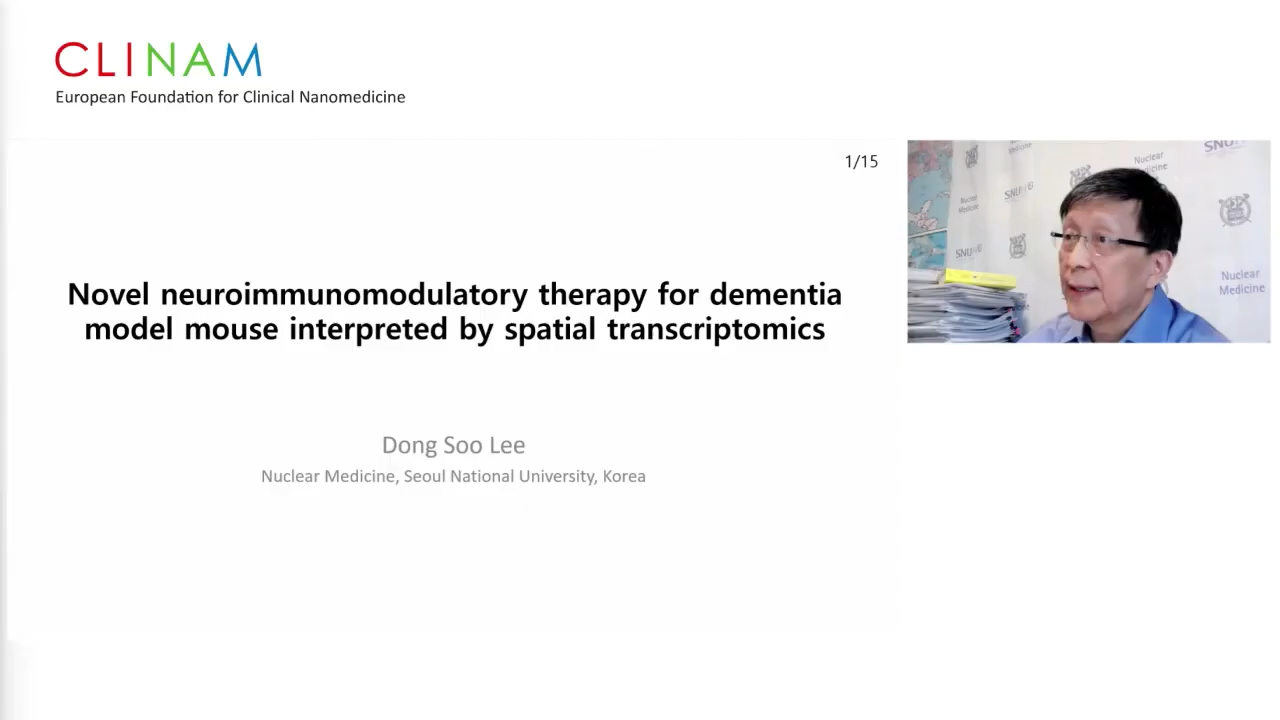 CLINAM
European Foundation for Clinical Nanomedicine
1/15
Novel neuroimmunomodulatory therapy for dementia
model mouse interpreted by spatial transcriptomics
Dong Soo Lee
Nuclear Medicine, Seoul National University, Korea
Nuclear
Medicine
Nuclear
Medicine